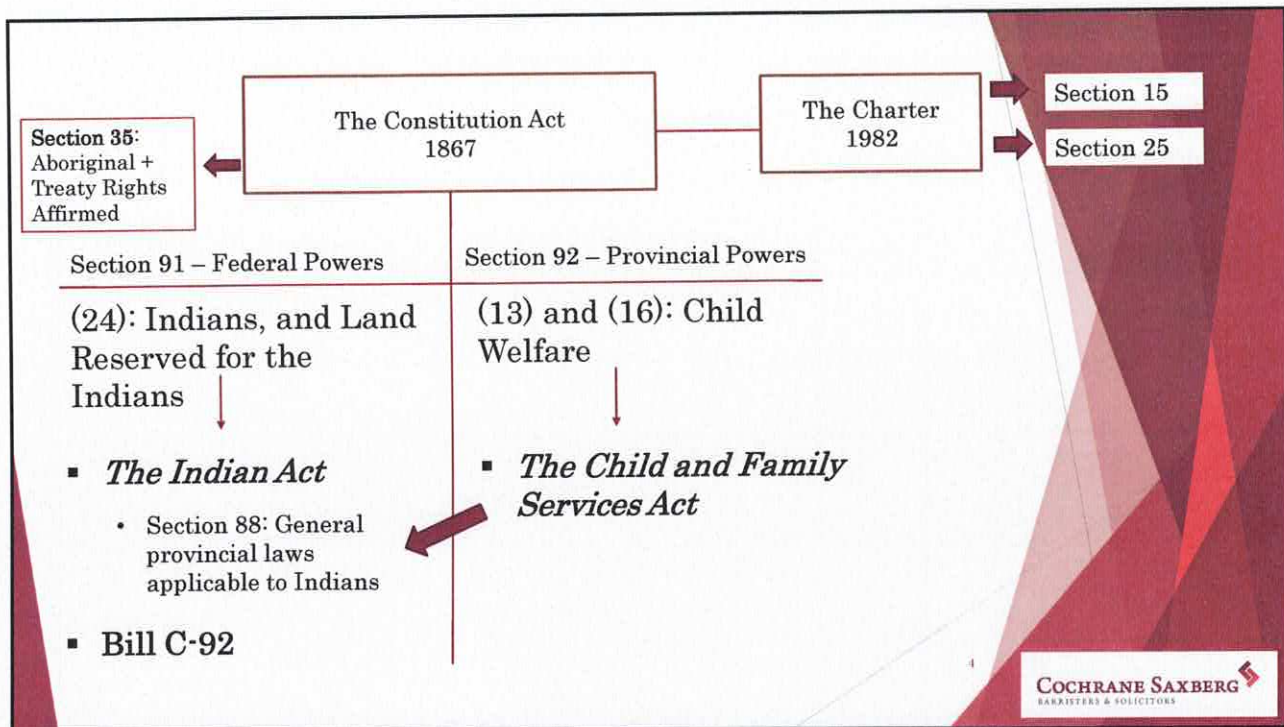 The Constitution Act
1867
The Charter
1982
Section 15
Section 25
Section 35:
Aboriginal +
Treaty Rights
Affirmed
Section 91 – Federal Powers
Section 92 – Provincial Powers
(24): Indians, and Land
Reserved for the
Indians
(13) and (16): Child
Welfare
▪ The Indian Act
• Section 88: General
provincial laws
applicable to Indians
▪ Bill C-92
▪ The Child and Family
Services Act
4
COCHRANE SAXBERG
BARRISTERS & SOLICITORS